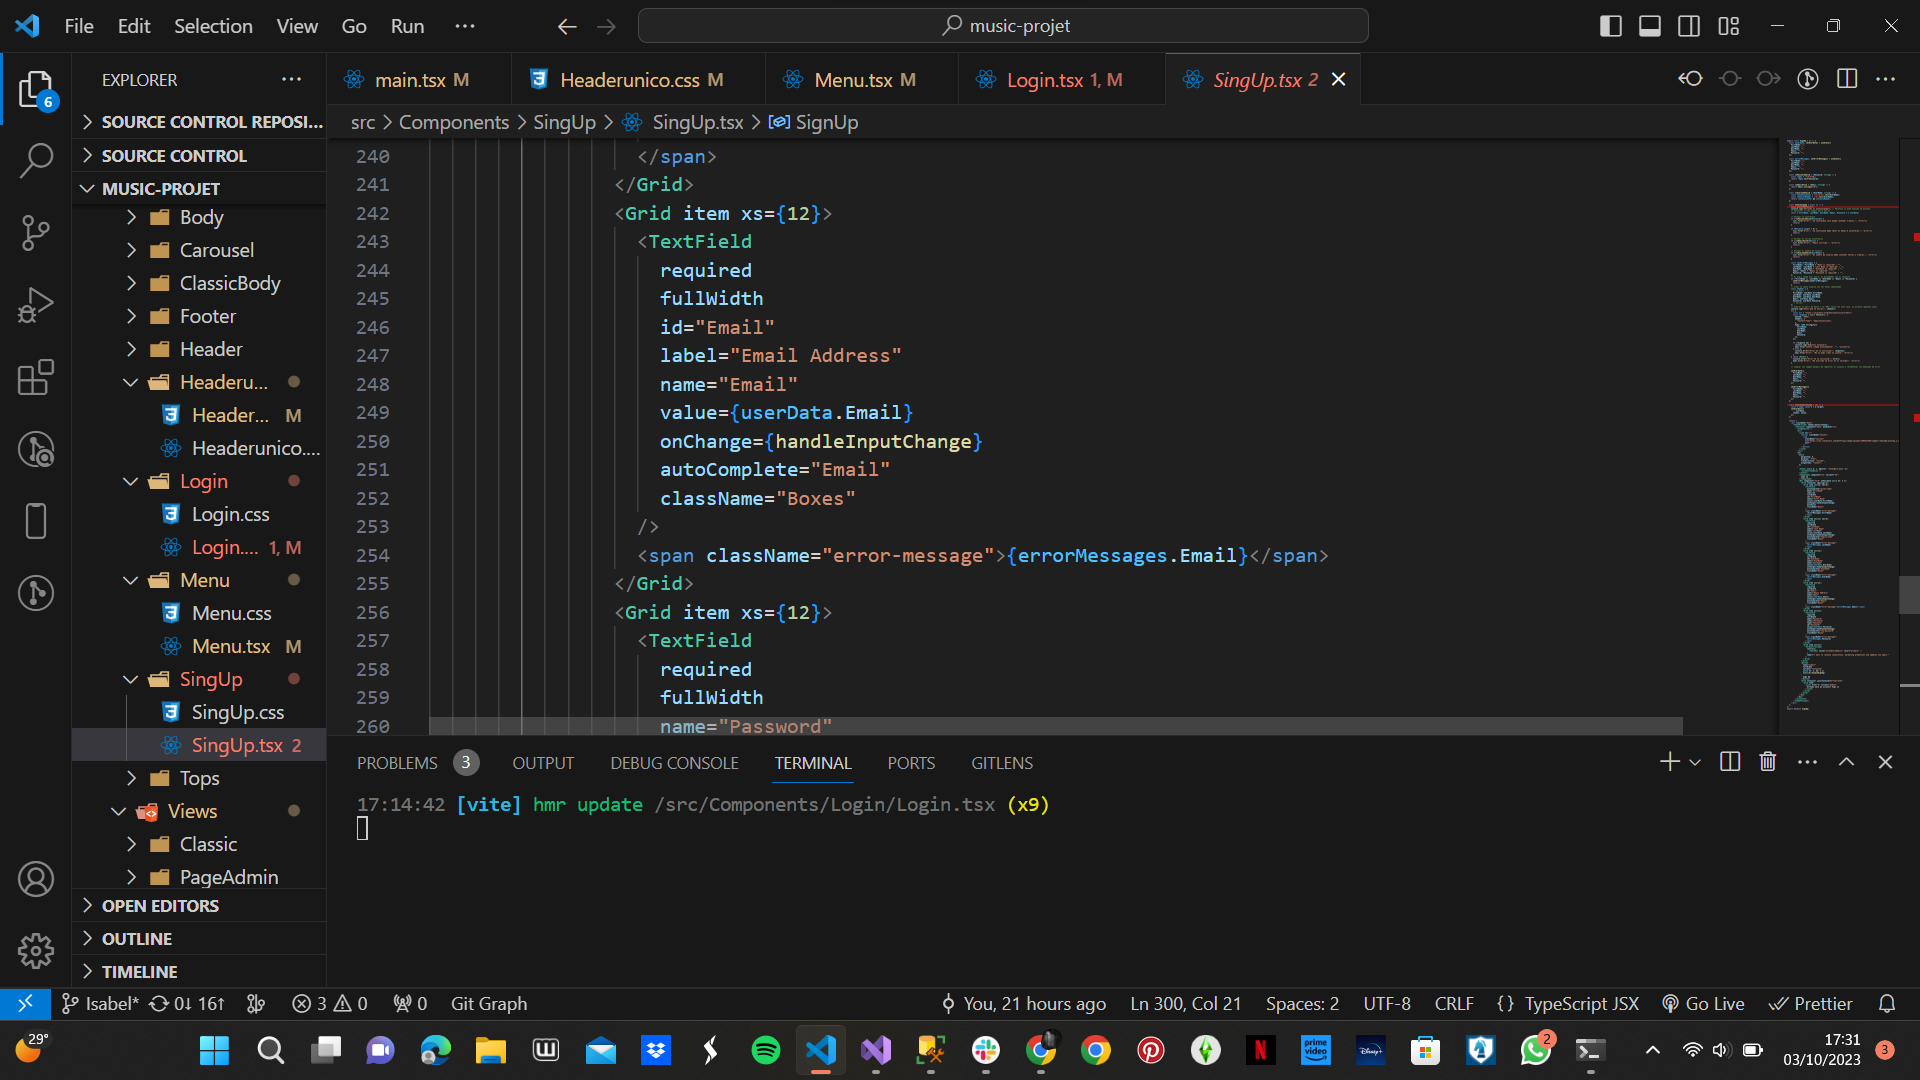 File Edit Selection View Go Run ···
music-projet
EXPLORER
main.tsx M
Headerunico.css M
Menu.tsx M
Login.tsx 1, M
SingUp.tsx 2
SOURCE CONTROL REPOSI...
SOURCE CONTROL
MUSIC-PROJET
Body
Carousel
ClassicBody
Footer
Header
Headeru...
Header... M
Headerunico....
Login
Login.css
Login.... 1, M
Menu
Menu.css
Menu.tsx M
SingUp
SingUp.css
SingUp.tsx 2
Tops
Views
Classic
PageAdmin
OPEN EDITORS
OUTLINE
TIMELINE
6
src > Components > SingUp > SingUp.tsx > SignUp
240 </span>
241 </Grid>
242 <Grid item xs={12}>
243 <TextField
244 required
245 fullWidth
246 id="Email"
247 label="Email Address"
248 name="Email"
249 value={userData.Email}
250 onChange={handleInputChange}
251 autoComplete="Email"
252 className="Boxes"
253 />
254 <span className="error-message">{errorMessages.Email}</span>
255 </Grid>
256 <Grid item xs={12}>
257 <TextField
258 required
259 fullWidth
260 name="Password"
PROBLEMS 3 OUTPUT DEBUG CONSOLE TERMINAL PORTS GITLENS
17:14:42 [vite] hmr update /src/Components/Login/Login.tsx (x9)
Isabel* 0↓ 16↑ 3 0 0 Git Graph
You, 21 hours ago Ln 300, Col 21 Spaces: 2 UTF-8 CRLF {} TypeScript JSX Go Live Prettier
29°
prime video
Disney+
2
17:31
03/10/2023
3